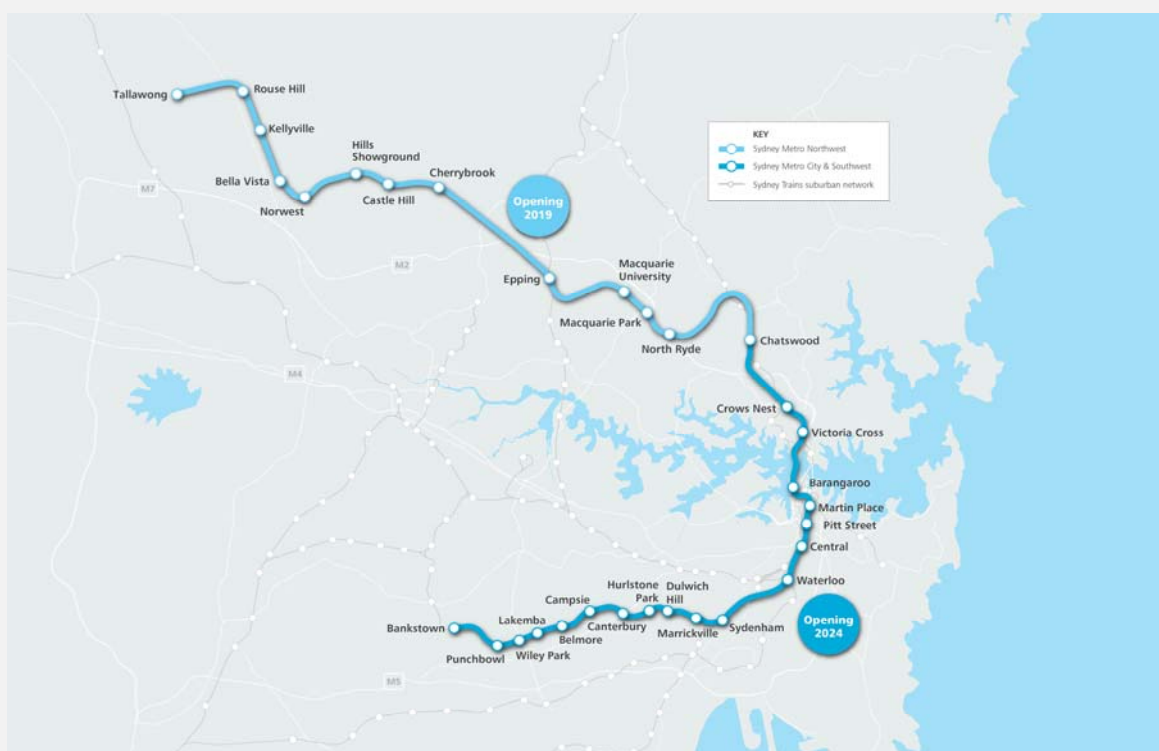 Tallawong
Rouse Hill
Kellyville
Bella Vista
Norwest
Hills
Showground
Castle Hill
Cherrybrook
Opening
2019
KEY
Sydney Metro Northwest
Sydney Metro City & Southwest
Sydney Trains suburban network
M7
M2
Epping
Macquarie
University
Macquarie Park
North Ryde
Chatswood
M4
Crows Nest
Victoria Cross
Barangaroo
Martin Place
Pitt Street
Central
Waterloo
Opening
2024
Sydenham
Marrickville
Dulwich
Hill
Hurlstone
Park
Canterbury
Campsie
Belmore
Lakemba
Wiley Park
Punchbowl
Bankstown
M5